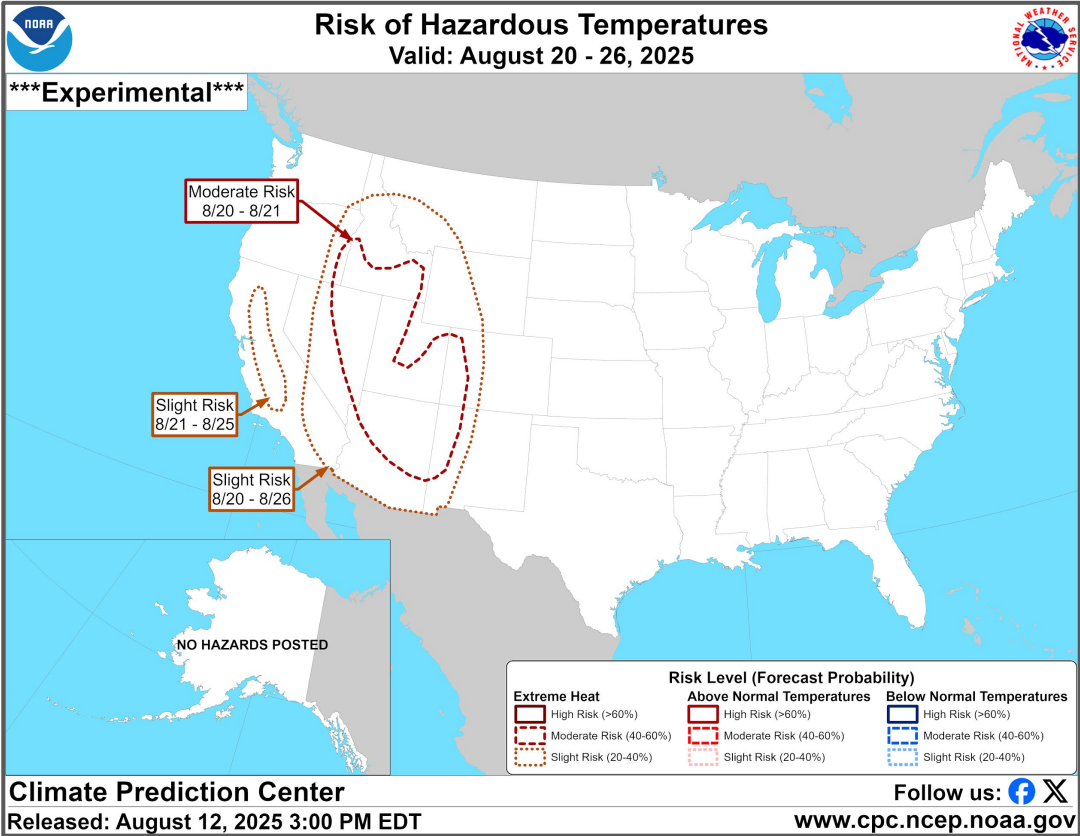 NOAA
Risk of Hazardous Temperatures
Valid: August 20 - 26, 2025
NATIONAL WEATHER SERVICE
***Experimental***
Moderate Risk
8/20 - 8/21
Slight Risk
8/21 - 8/25
Slight Risk
8/20 - 8/26
NO HAZARDS POSTED
Risk Level (Forecast Probability)
Extreme Heat
High Risk (>60%)
Moderate Risk (40-60%)
Slight Risk (20-40%)
Above Normal Temperatures
High Risk (>60%)
Moderate Risk (40-60%)
Slight Risk (20-40%)
Below Normal Temperatures
High Risk (>60%)
Moderate Risk (40-60%)
Slight Risk (20-40%)
Climate Prediction Center
Follow us:
Released: August 12, 2025 3:00 PM EDT
www.cpc.ncep.noaa.gov